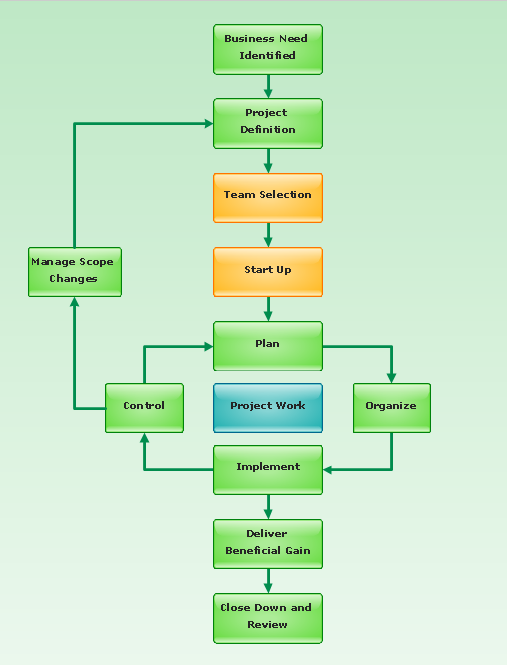 Business Need
Identified
Project
Definition
Team Selection
Manage Scope
Changes
Start Up
Plan
Control
Project Work
Organize
Implement
Deliver
Beneficial Gain
Close Down and
Review